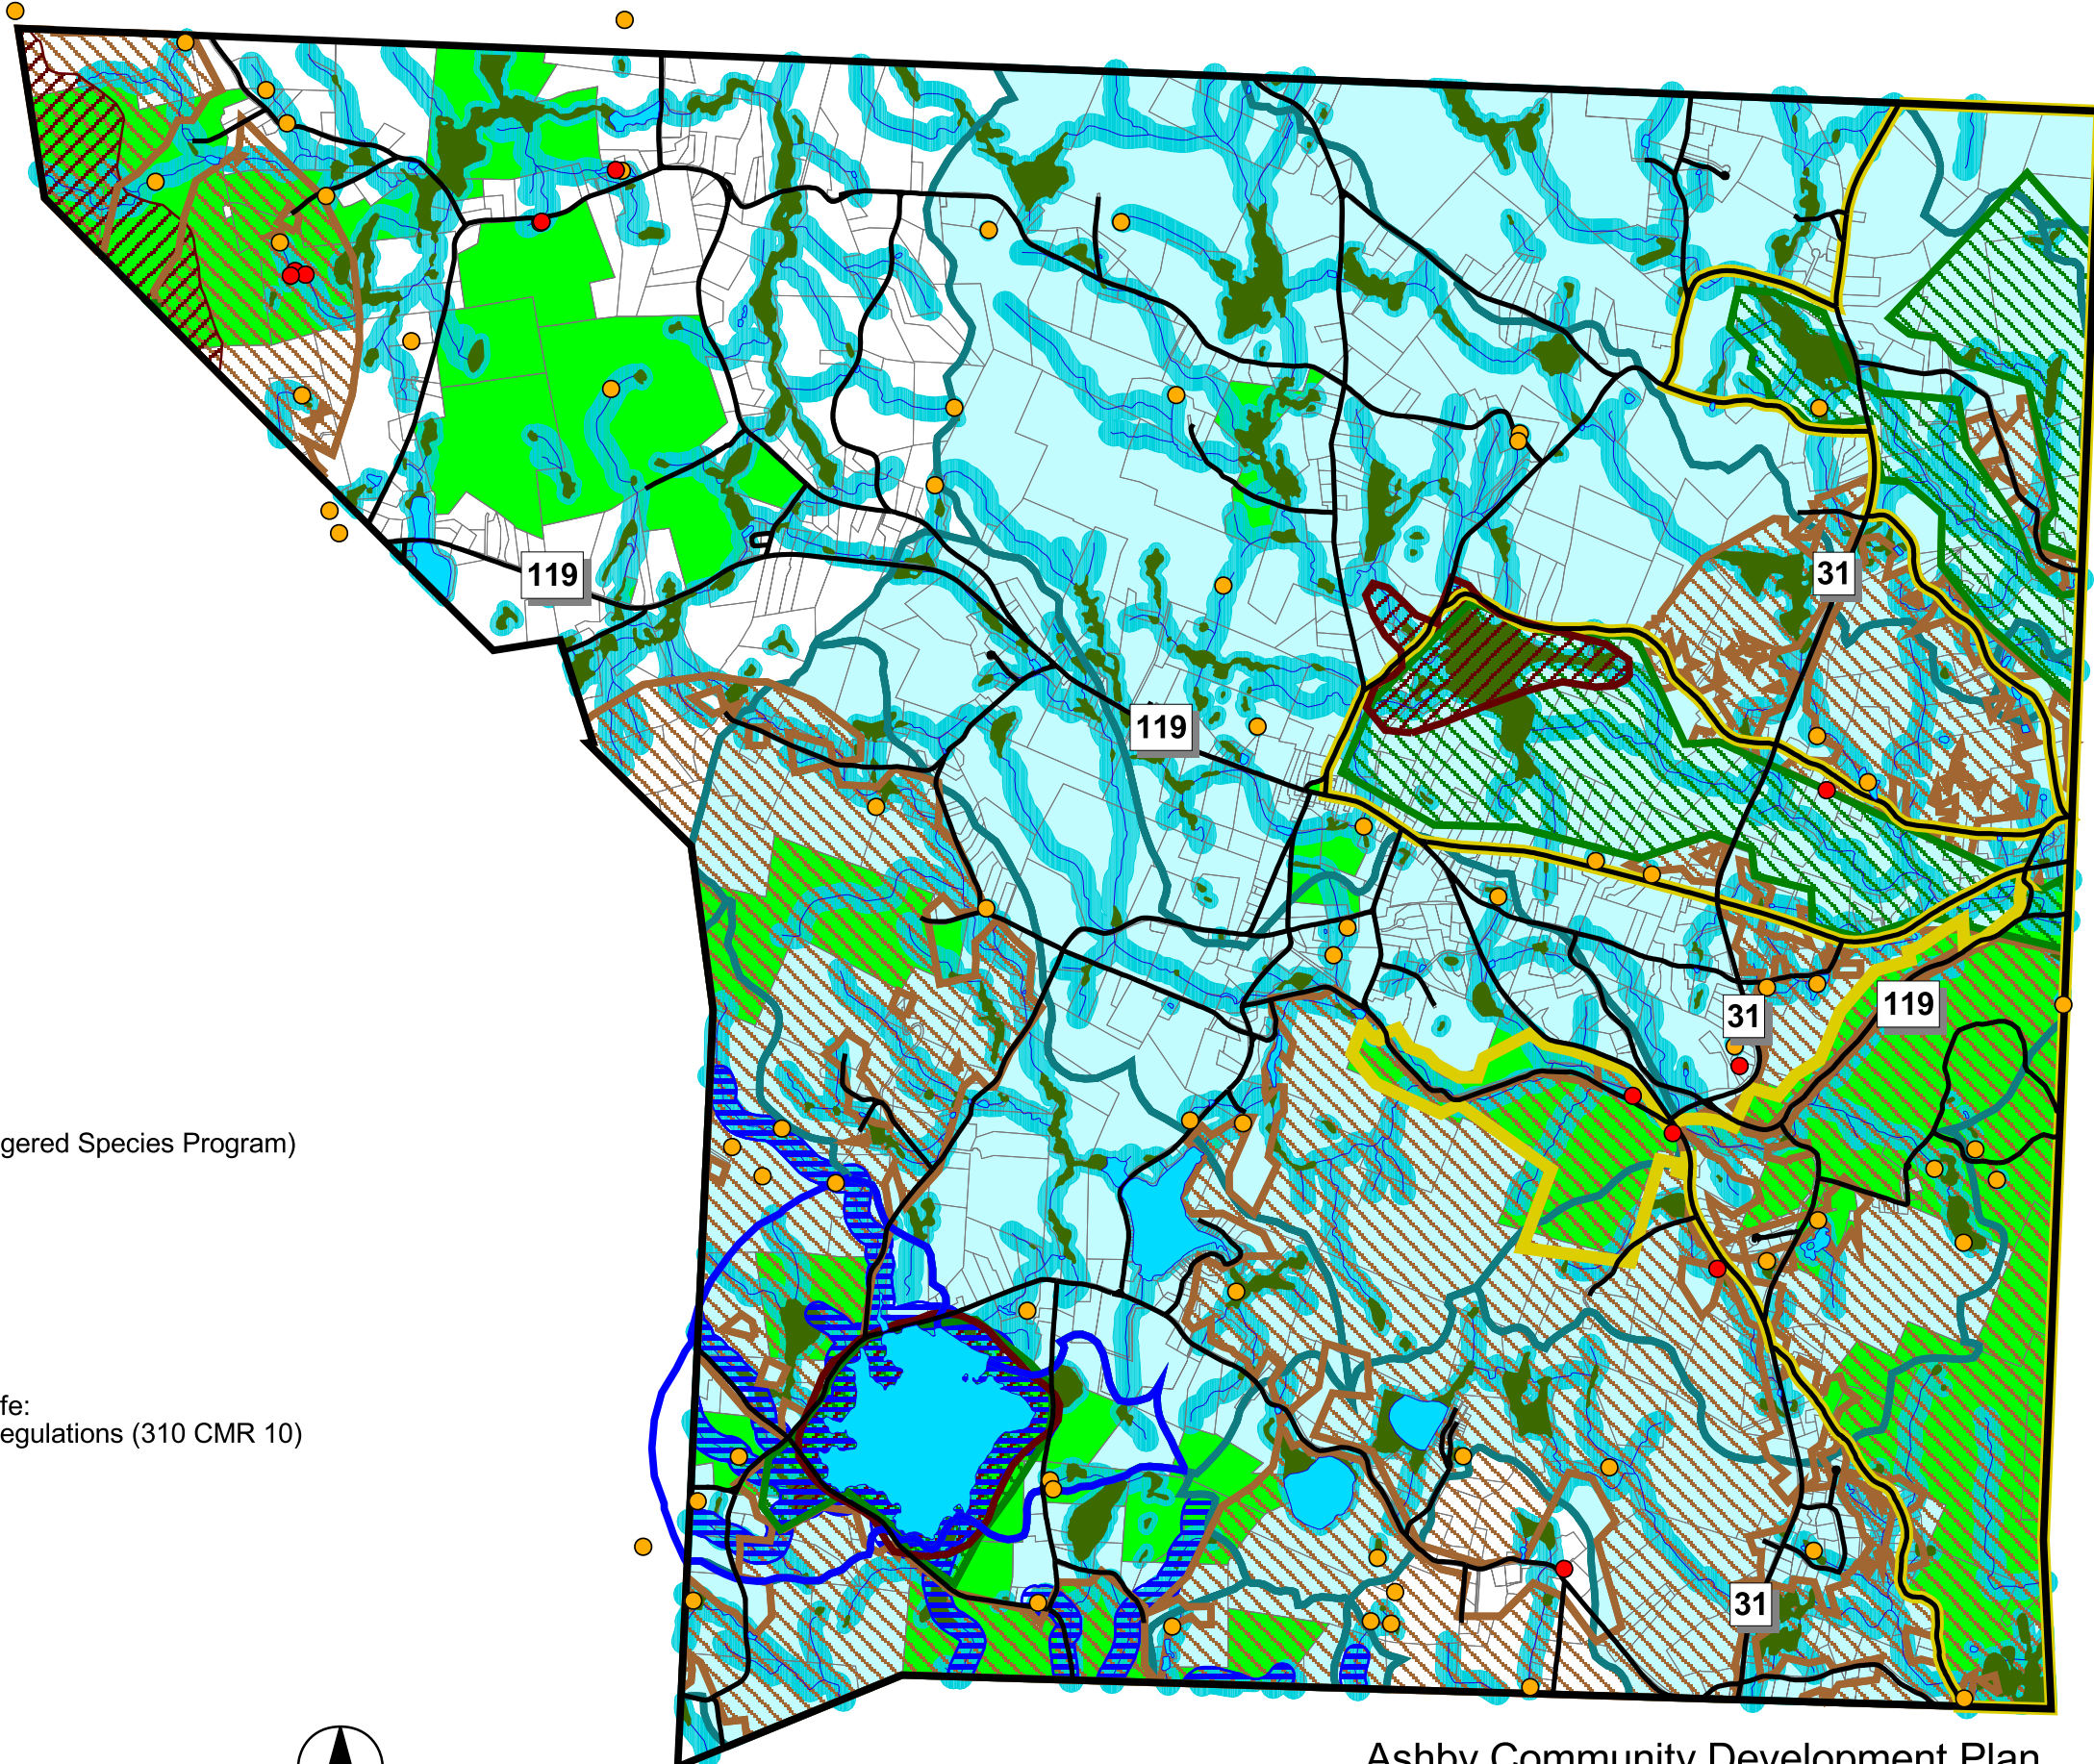 119
31
119
31
119
gered Species Program)
fe:
egulations (310 CMR 10)
31
Ashby Community Development Plan